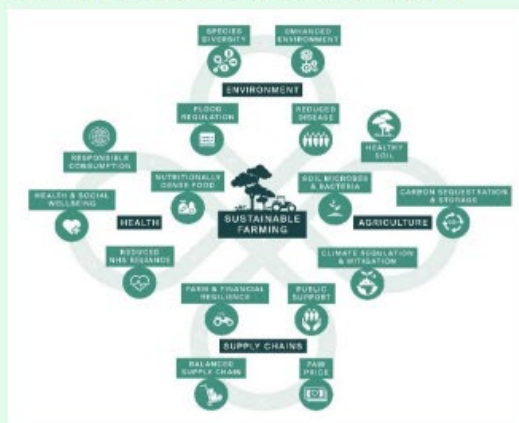 SPECIES
DIVERSITY
ENHANCED
ENVIRONMENT
ENVIRONMENT
FLOOD
REGULATION
REDUCED
DISEASE
HEALTHY
SOIL
RESPONSIBLE
CONSUMPTION
NUTRITIONALLY
DENSE FOOD
SOIL MICROBES
& BACTERIA
HEALTH & SOCIAL
WELLBEING
CARBON SEQUESTRATION
& STORAGE
HEALTH
SUSTAINABLE
FARMING
AGRICULTURE
REDUCED
NHS RELIANCE
CLIMATE REGULATION
& MITIGATION
FARM & FINANCIAL
RESILIENCE
PUBLIC
SUPPORT
SUPPLY CHAINS
BALANCED
SUPPLY CHAIN
FAIR
PRICE